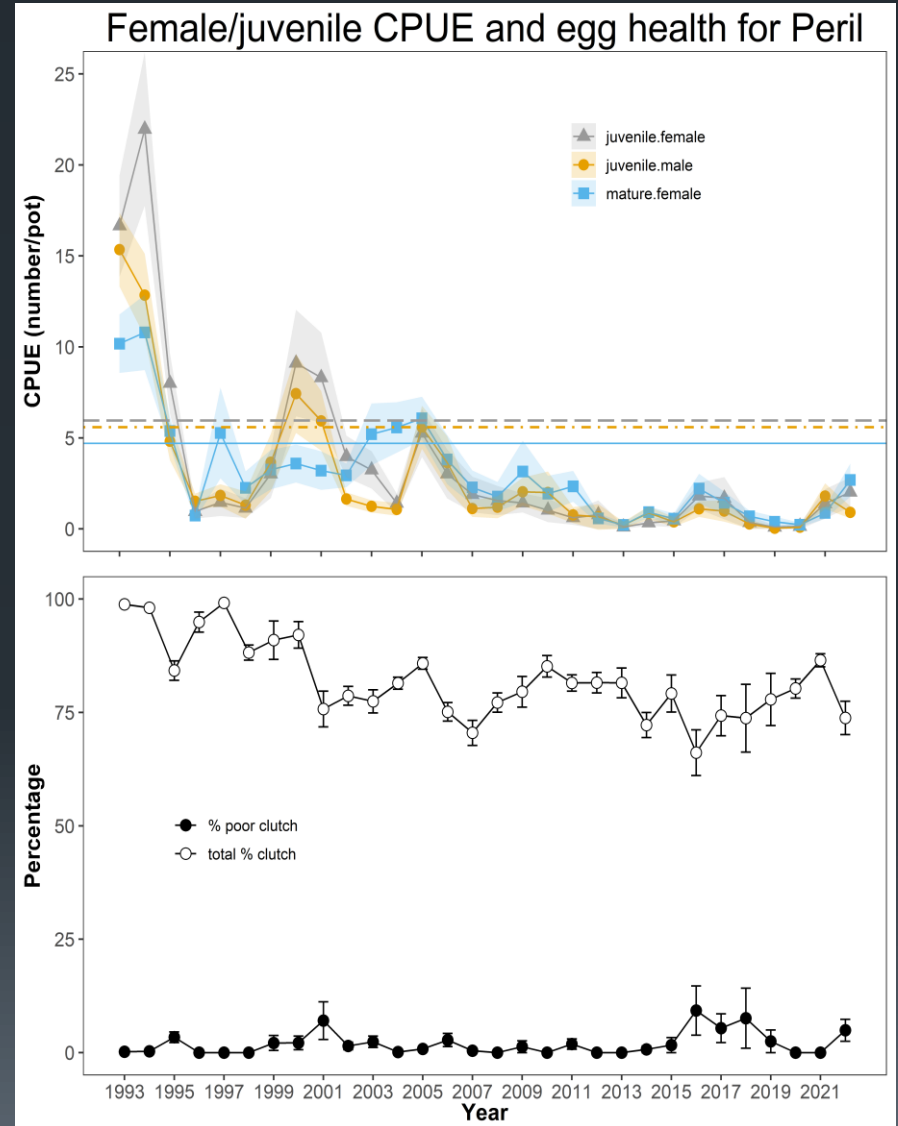 Female/juvenile CPUE and egg health for Peril
CPUE (number/pot)
25
20
15
10
5
0
juvenile.female
juvenile.male
mature.female
Percentage
100
75
50
25
0
% poor clutch
total % clutch
1993 1995 1997 1999 2001 2003 2005 2007 2009 2011 2013 2015 2017 2019 2021
Year